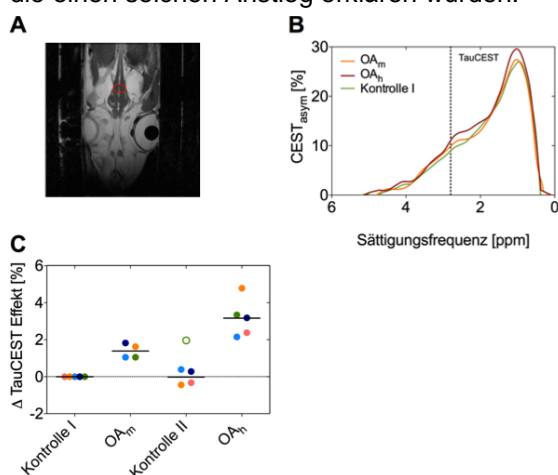 die einen solchen Anstieg erklären würden.
A
B
30
20
10
0
CESTasym [%]
OAm
OAh
Kontrolle I
TauCEST
6
4
2
0
Sättigungsfrequenz [ppm]
C
6
4
2
0
-2
Δ TauCEST Effekt [%]
Kontrolle I
OAm
Kontrolle II
OAh